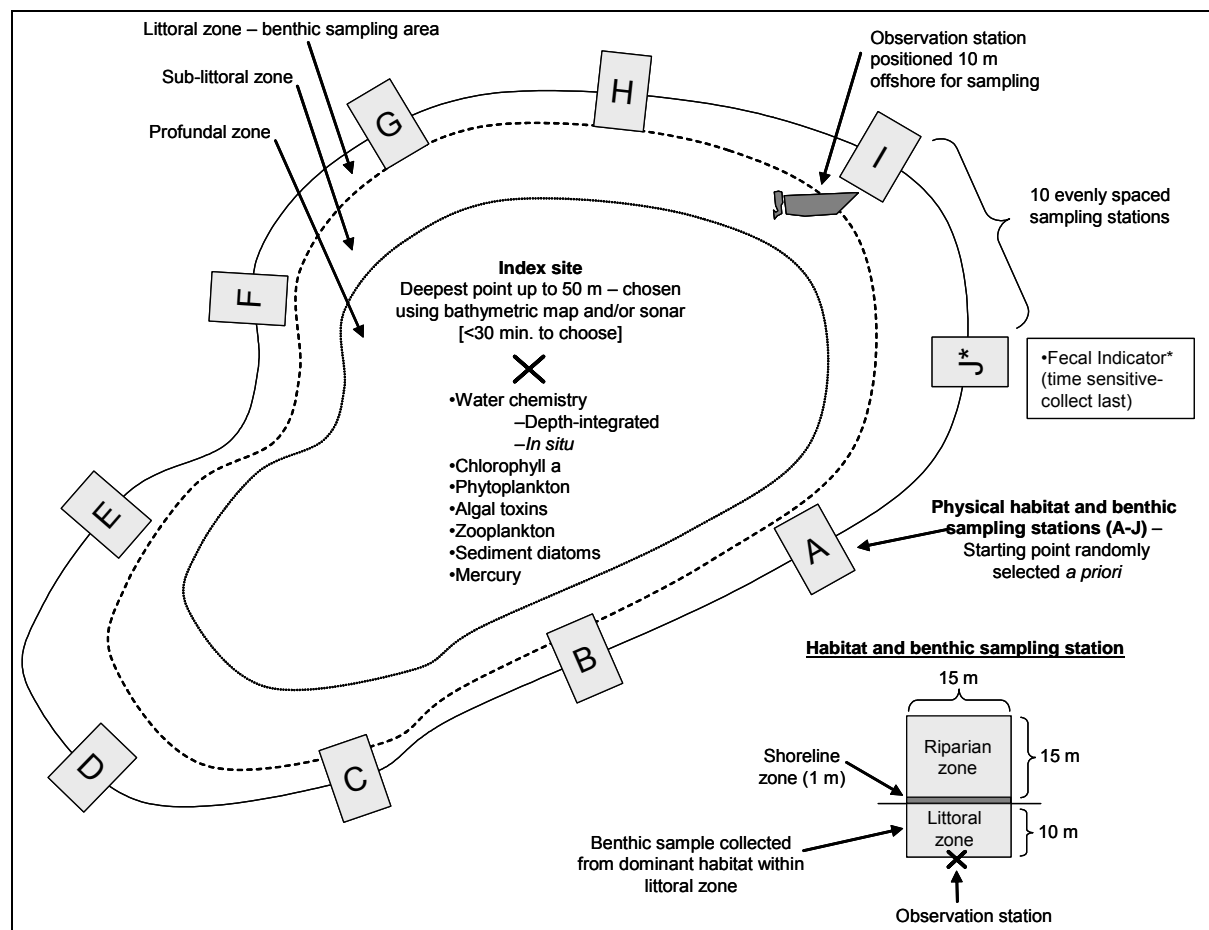 Littoral zone – benthic sampling area
Sub-littoral zone
Profundal zone
Observation station
positioned 10 m
offshore for sampling
G
H
I
10 evenly spaced
sampling stations
F
Index site
Deepest point up to 50 m – chosen
using bathymetric map and/or sonar
[<30 min. to choose]
•Water chemistry
–Depth-integrated
–In situ
•Chlorophyll a
•Phytoplankton
•Algal toxins
•Zooplankton
•Sediment diatoms
•Mercury
J*
•Fecal Indicator*
(time sensitive-
collect last)
E
A
Physical habitat and benthic
sampling stations (A-J) –
Starting point randomly
selected a priori
B
D
C
Habitat and benthic sampling station
15 m
Riparian
zone
15 m
Shoreline
zone (1 m)
Littoral
zone
10 m
Benthic sample collected
from dominant habitat within
littoral zone
Observation station